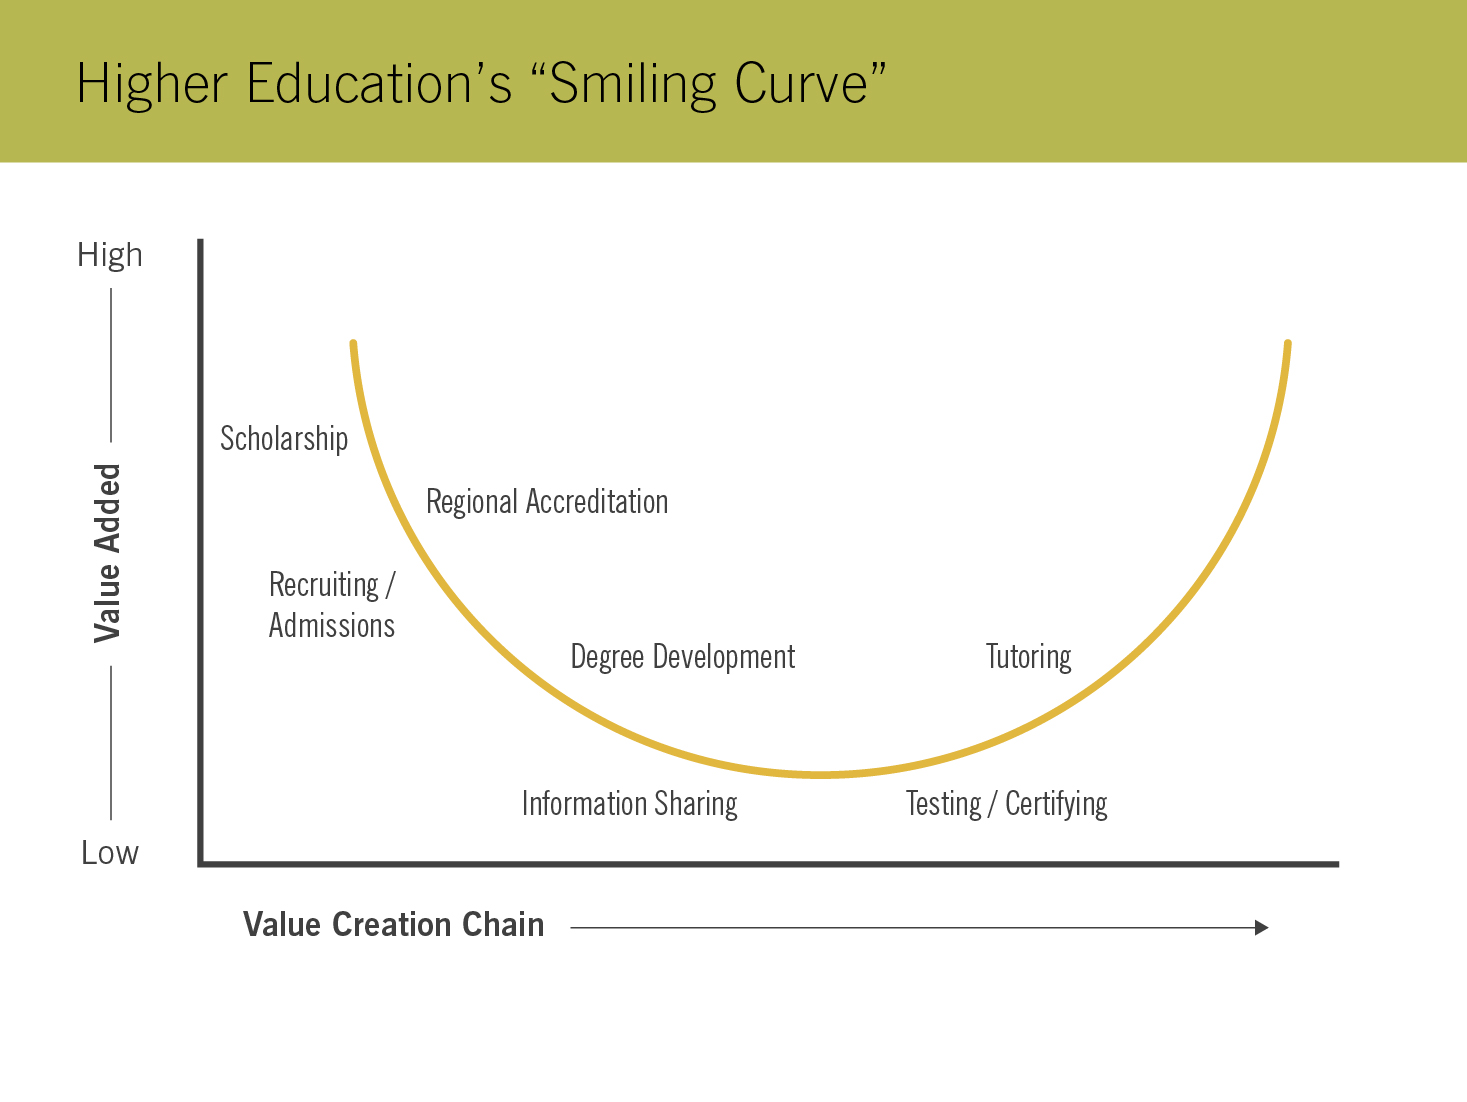 Higher Education’s “Smiling Curve”
High
Value Added
Low
Scholarship
Regional Accreditation
Recruiting /
Admissions
Degree Development
Tutoring
Information Sharing
Testing / Certifying
Value Creation Chain